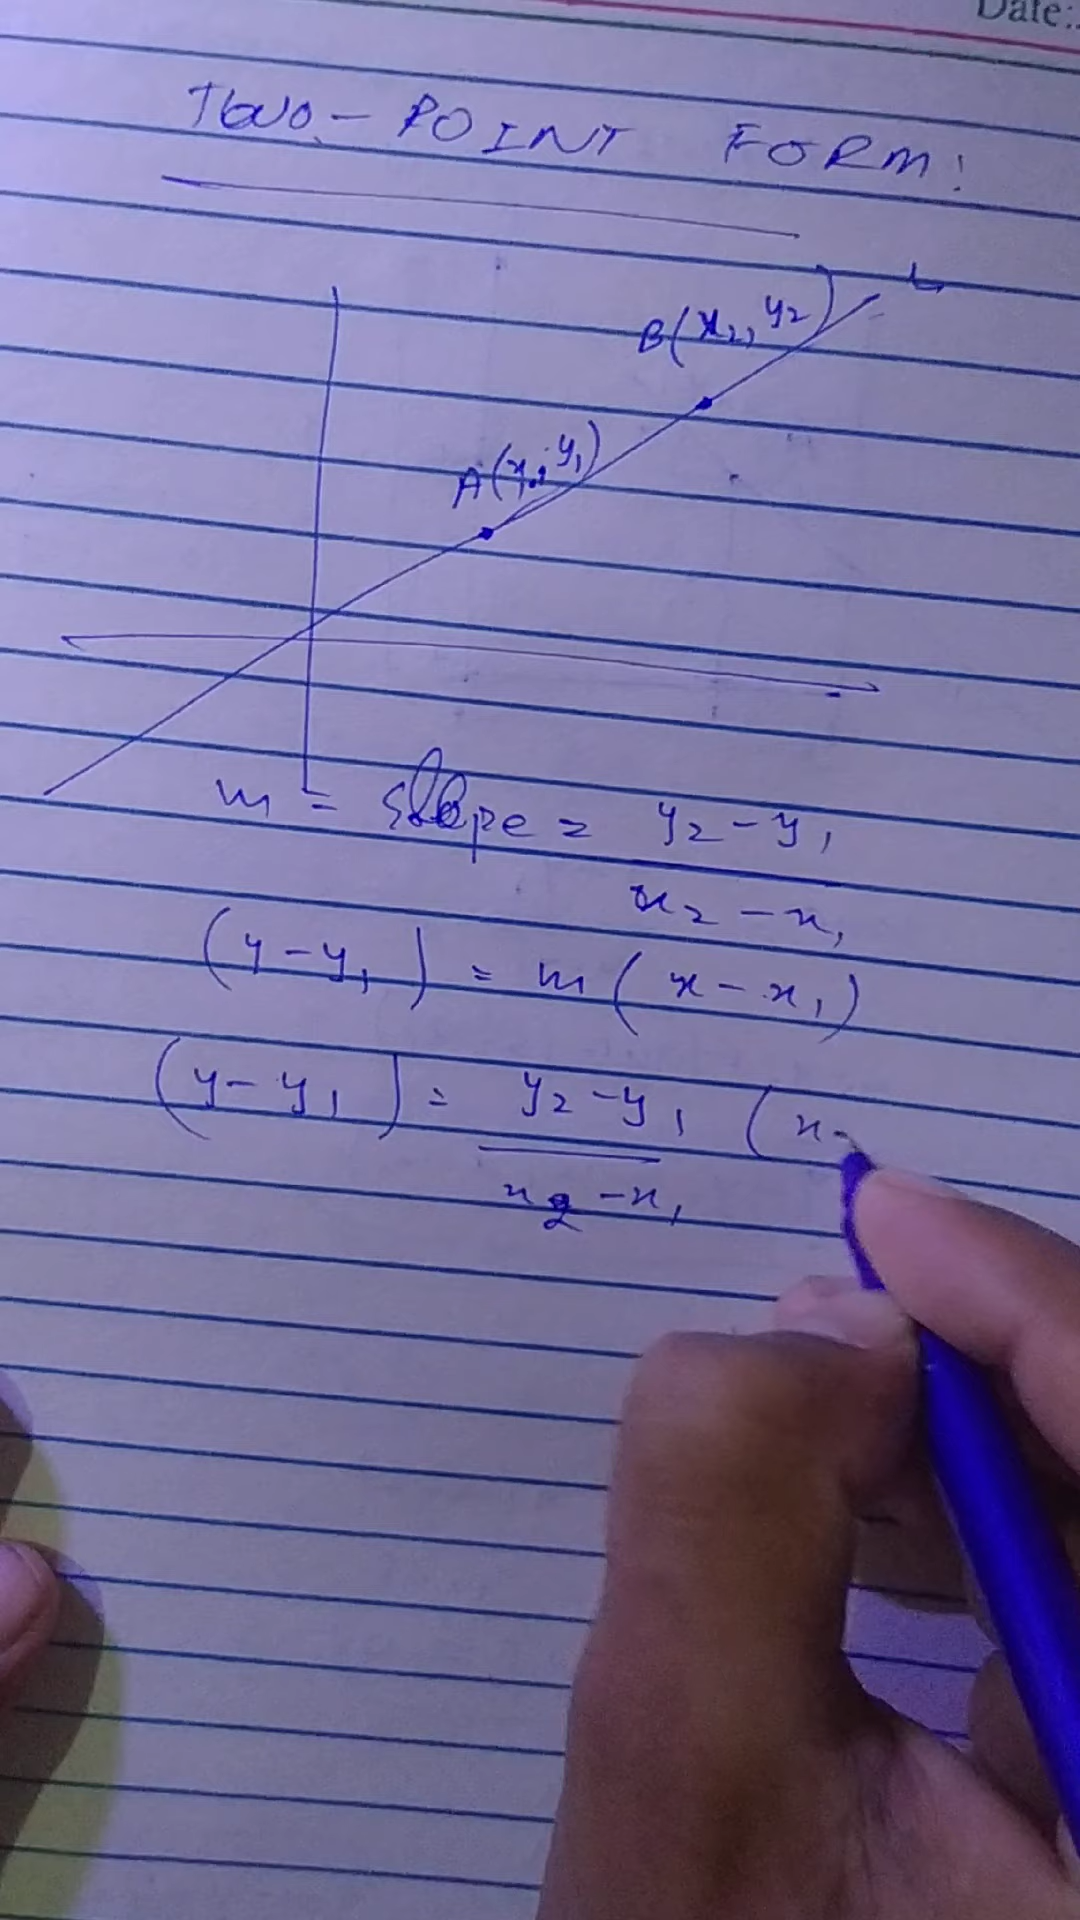 Date:
TWO - POINT FORM:
L
B(x₂, y₂)
A(x₁, y₁)
m = slope = y₂ - y₁
x₂ - x₁
(y - y₁) = m (x - x₁)
(y - y₁) = y₂ - y₁ (x -
x₂ - x₁